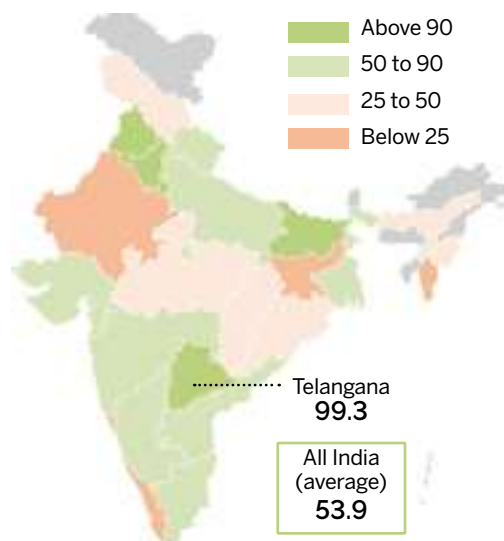 Above 90
50 to 90
25 to 50
Below 25
Telangana
99.3
All India
(average)
53.9